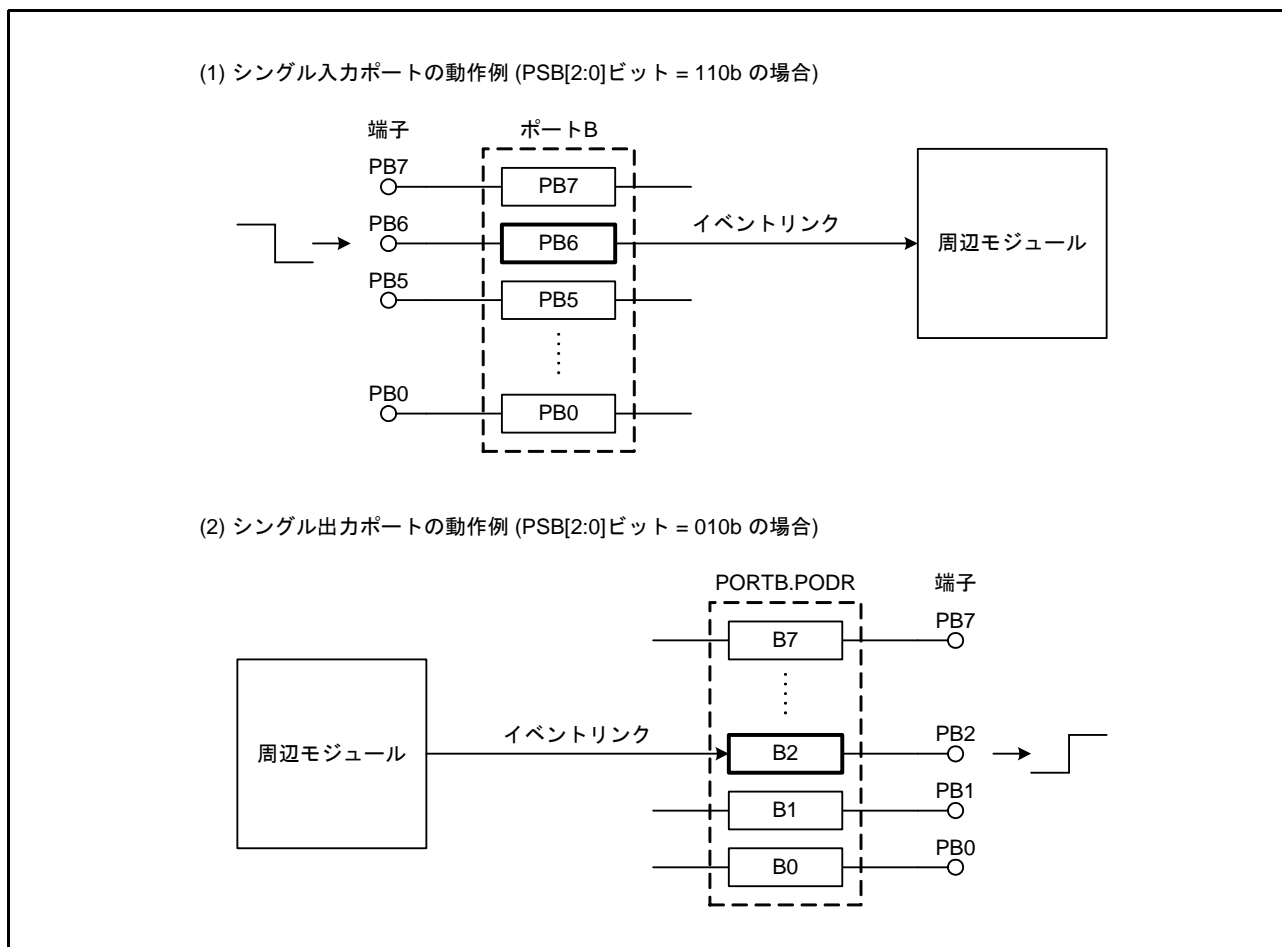 (1) シングル入力ポートの動作例 (PSB[2:0]ビット = 110b の場合)
端子
ポートB
PB7
PB7
PB6
PB6
イベントリンク
周辺モジュール
PB5
PB5
PB0
PB0
(2) シングル出力ポートの動作例 (PSB[2:0]ビット = 010b の場合)
PORTB.PODR
端子
B7
PB7
周辺モジュール
イベントリンク
B2
PB2
B1
PB1
B0
PB0